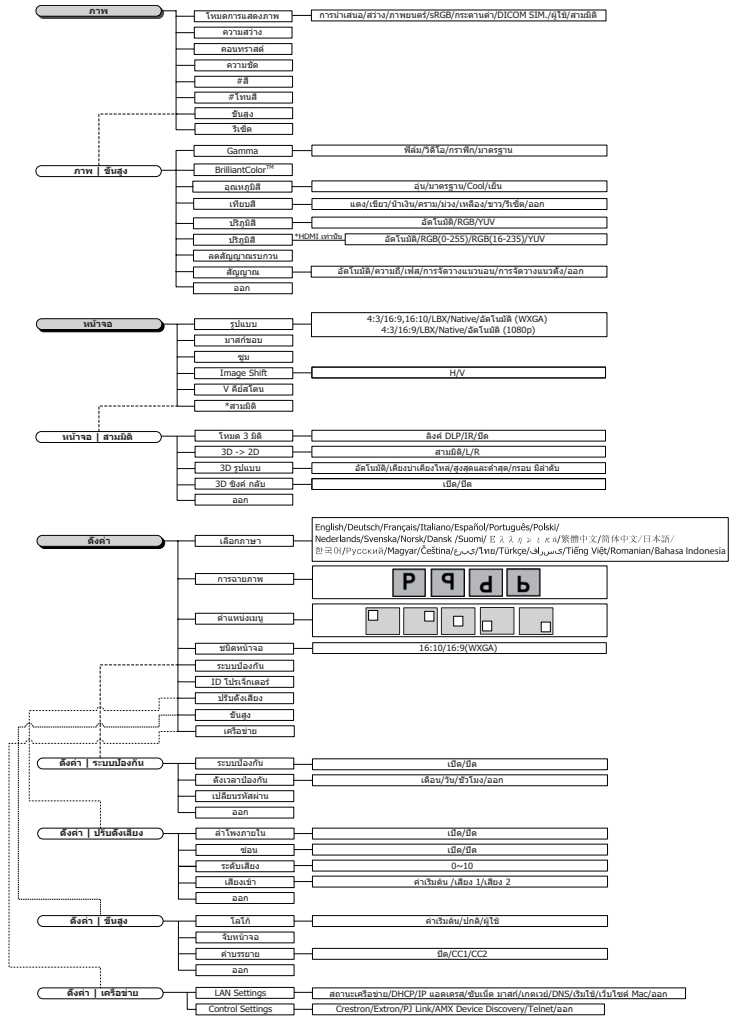 ภาพ
โหมดการแสดงภาพ
การนำเสนอ/สว่าง/ภาพยนตร์/sRGB/กระดานดำ/DICOM SIM./ผู้ใช้/สามมิติ
ความสว่าง
คอนทราสต์
ความชัด
#สี
#โทนสี
ขั้นสูง
รีเซ็ต
ภาพ | ขั้นสูง
Gamma
ฟิล์ม/วิดีโอ/กราฟิก/มาตรฐาน
BrilliantColor™
อุณหภูมิสี
อุ่น/มาตรฐาน/Cool/เย็น
เทียบสี
แดง/เขียว/น้ำเงิน/คราม/ม่วง/เหลือง/ขาว/รีเซ็ต/ออก
ปริภูมิสี
อัตโนมัติ/RGB/YUV
ปริภูมิสี
*HDMI เท่านั้น
อัตโนมัติ/RGB(0-255)/RGB(16-235)/YUV
ลดสัญญาณรบกวน
สัญญาณ
อัตโนมัติ/ความถี่/เฟส/การจัดวางแนวนอน/การจัดวางแนวตั้ง/ออก
ออก
หน้าจอ
รูปแบบ
4:3/16:9,16:10/LBX/Native/อัตโนมัติ (WXGA)
4:3/16:9/LBX/Native/อัตโนมัติ (1080p)
มาสก์ขอบ
ซูม
Image Shift
H/V
V คีย์สโตน
*สามมิติ
หน้าจอ | สามมิติ
โหมด 3 มิติ
ลิงค์ DLP/IR/ปิด
3D -> 2D
สามมิติ/L/R
3D รูปแบบ
อัตโนมัติ/เคียงบ่าเคียงไหล่/สูงสุดและต่ำสุด/กรอบ มีลำดับ
3D ซิงค์ กลับ
เปิด/ปิด
ออก
ตั้งค่า
เลือกภาษา
English/Deutsch/Français/Italiano/Español/Português/Polski/
Nederlands/Svenska/Norsk/Dansk /Suomi/ Ελληνικά/繁體中文/简体中文/日本語/
한국어/Русский/Magyar/Čeština/عربي/ไทย/Türkçe/فارسی/Tiếng Việt/Romanian/Bahasa Indonesia
การฉายภาพ
P P P P
ตำแหน่งเมนู
ชนิดหน้าจอ
16:10/16:9(WXGA)
ระบบป้องกัน
ID โปรเจ็กเตอร์
ปรับตั้งเสียง
ขั้นสูง
เครือข่าย
ตั้งค่า | ระบบป้องกัน
ระบบป้องกัน
เปิด/ปิด
ตั้งเวลาป้องกัน
เดือน/วัน/ชั่วโมง/ออก
เปลี่ยนรหัสผ่าน
ออก
ตั้งค่า | ปรับตั้งเสียง
ลำโพงภายใน
เปิด/ปิด
ซ่อน
เปิด/ปิด
ระดับเสียง
0~10
เสียงเข้า
ค่าเริ่มต้น /เสียง 1/เสียง 2
ออก
ตั้งค่า | ขั้นสูง
โลโก้
ค่าเริ่มต้น/ปกติ/ผู้ใช้
จับหน้าจอ
คำบรรยาย
ปิด/CC1/CC2
ออก
ตั้งค่า | เครือข่าย
LAN Settings
สถานะเครือข่าย/DHCP/IP แอดเดรส/ซับเน็ต มาสก์/เกตเวย์/DNS/เริ่มใช้/เว็บไซต์ Mac/ออก
Control Settings
Crestron/Extron/PJ Link/AMX Device Discovery/Telnet/ออก